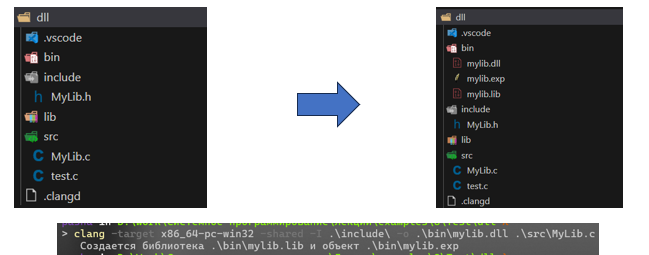 dll
.vscode
bin
include
MyLib.h
lib
src
MyLib.c
test.c
.clangd
dll
.vscode
bin
mylib.dll
mylib.exp
mylib.lib
include
MyLib.h
lib
src
MyLib.c
test.c
.clangd
> clang -target x86_64-pc-win32 -shared -I .\include\ -o .\bin\mylib.dll .\src\MyLib.c
Создается библиотека .\bin\mylib.lib и объект .\bin\mylib.exp